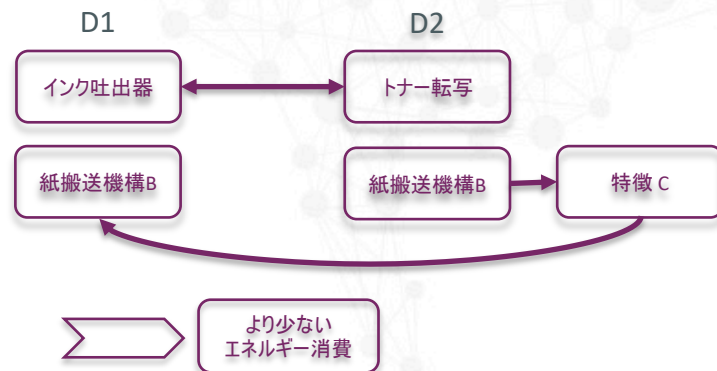 D1
D2
インク吐出器
トナー転写
紙搬送機構B
紙搬送機構B
特徴 C
より少ない
エネルギー消費